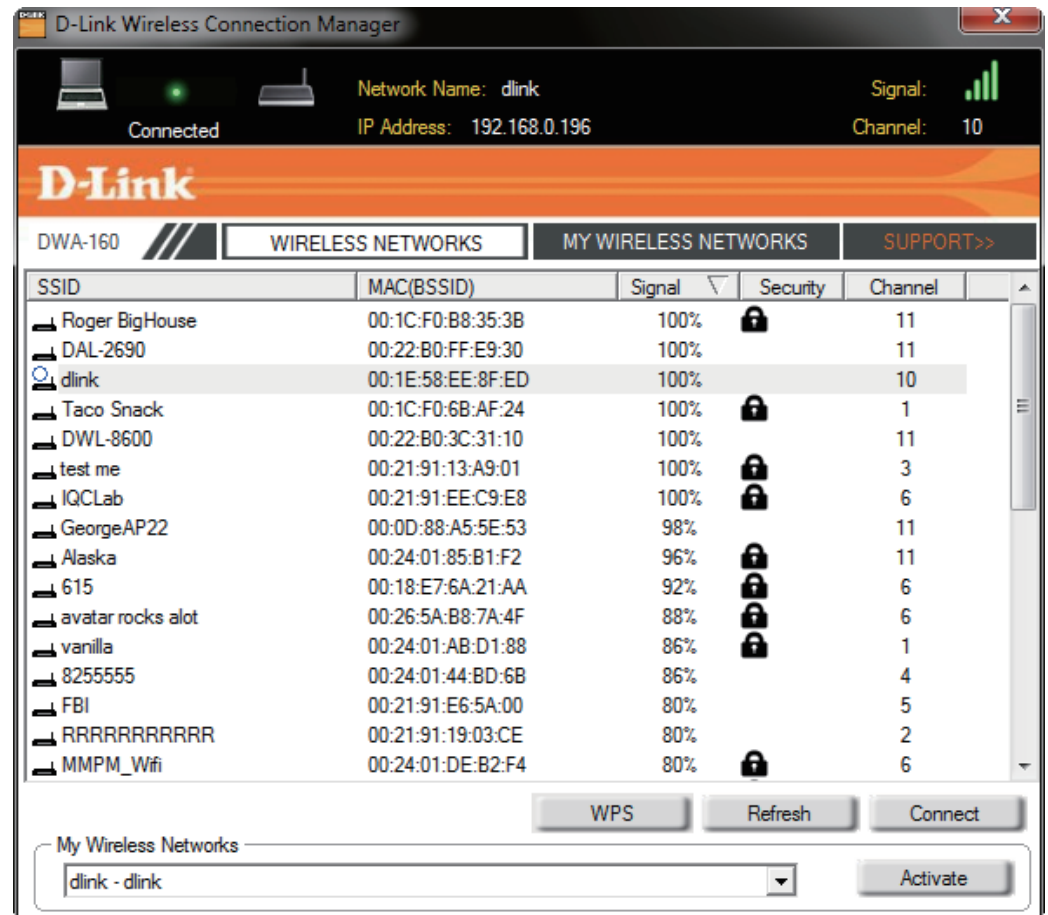 D-Link Wireless Connection Manager
Network Name: dlink Signal:
Connected IP Address: 192.168.0.196 Channel: 10
D-Link
DWA-160 WIRELESS NETWORKS MY WIRELESS NETWORKS SUPPORT>>
SSID MAC(BSSID) Signal Security Channel
Roger BigHouse 00:1C:F0:B8:35:3B 100% 11
DAL-2690 00:22:B0:FF:E9:30 100% 11
dlink 00:1E:58:EE:8F:ED 100% 10
Taco Snack 00:1C:F0:6B:AF:24 100% 1
DWL-8600 00:22:B0:3C:31:10 100% 11
test me 00:21:91:13:A9:01 100% 3
IQCLab 00:21:91:EE:C9:E8 100% 6
GeorgeAP22 00:0D:88:A5:5E:53 98% 11
Alaska 00:24:01:85:B1:F2 96% 11
615 00:18:E7:6A:21:AA 92% 6
avatar rocks alot 00:26:5A:B8:7A:4F 88% 6
vanilla 00:24:01:AB:D1:88 86% 1
8255555 00:24:01:44:BD:6B 86% 4
FBI 00:21:91:E6:5A:00 80% 5
RRRRRRRRRRR 00:21:91:19:03:CE 80% 2
MMPM_Wifi 00:24:01:DE:B2:F4 80% 6
WPS Refresh Connect
My Wireless Networks
dlink - dlink Activate